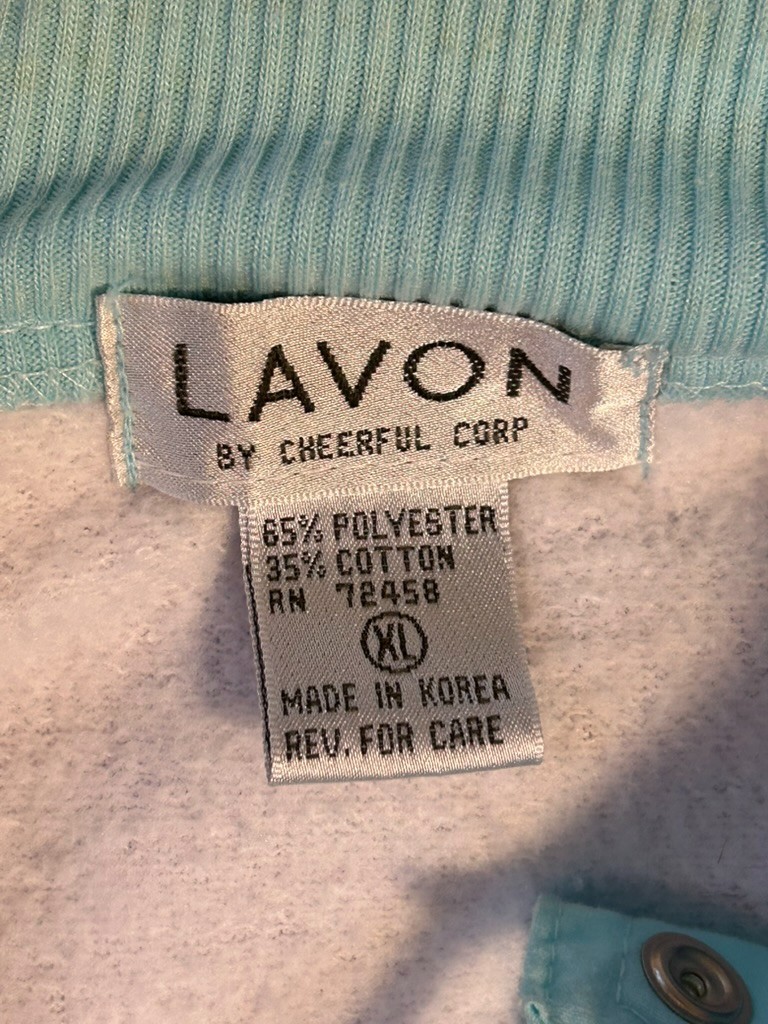 LAVON
BY CHEERFUL CORP
65% POLYESTER
35% COTTON
RN 72458
XL
MADE IN KOREA
REV. FOR CARE